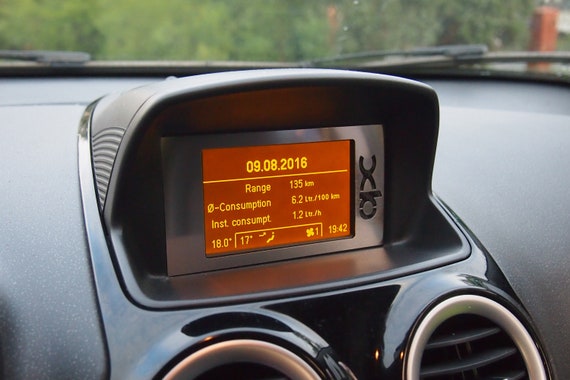 09.08.2016
Range 135 km
Ø-Consumption 6.2 Ltr./100 km
Inst. consumpt. 1.2 Ltr./h
18.0° 17° 1 19:42